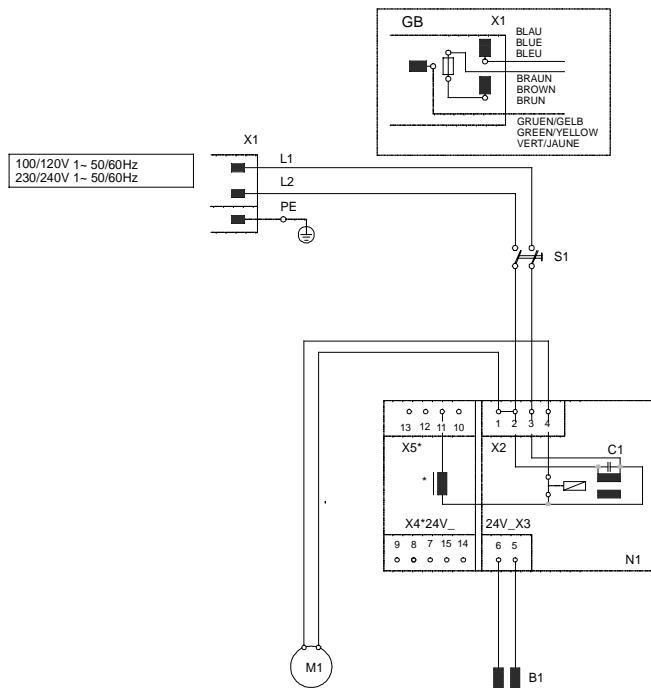 GB X1
BLAU
BLUE
BLEU
BRAUN
BROWN
BRUN
GRUEN/GELB
GREEN/YELLOW
VERT/JAUNE
X1
100/120V 1~ 50/60Hz
230/240V 1~ 50/60Hz
L1
L2
PE
S1
13 12 11 10 1 2 3 4
X5* X2 C1
*
X4*24V_ 24V_X3
9 8 7 15 14 6 5
N1
M1
B1